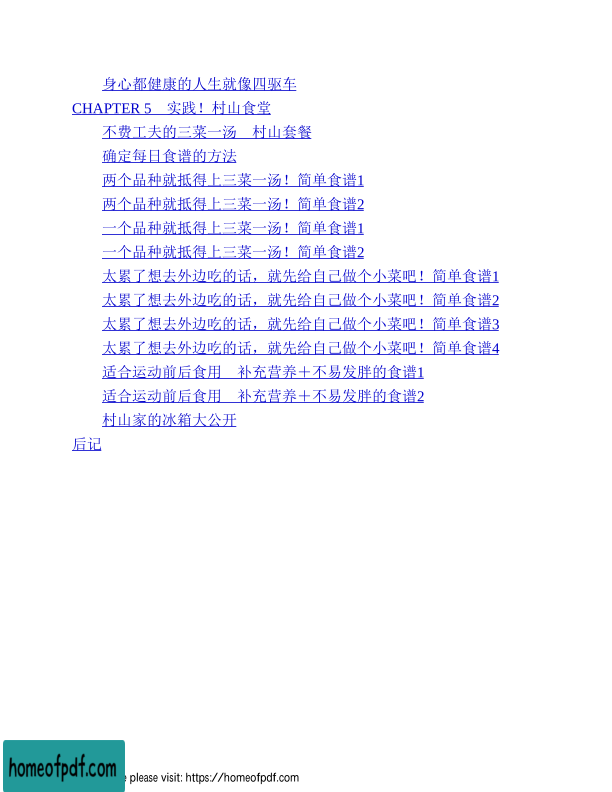 身心都健康的人生就像四驱车
CHAPTER 5　实践！村山食堂
不费工夫的三菜一汤　村山套餐
确定每日食谱的方法
两个品种就抵得上三菜一汤！简单食谱1
两个品种就抵得上三菜一汤！简单食谱2
一个品种就抵得上三菜一汤！简单食谱1
一个品种就抵得上三菜一汤！简单食谱2
太累了想去外边吃的话，就先给自己做个小菜吧！简单食谱1
太累了想去外边吃的话，就先给自己做个小菜吧！简单食谱2
太累了想去外边吃的话，就先给自己做个小菜吧！简单食谱3
太累了想去外边吃的话，就先给自己做个小菜吧！简单食谱4
适合运动前后食用　补充营养＋不易发胖的食谱1
适合运动前后食用　补充营养＋不易发胖的食谱2
村山家的冰箱大公开
后记
homeofpdf.com
please visit: https://homeofpdf.com